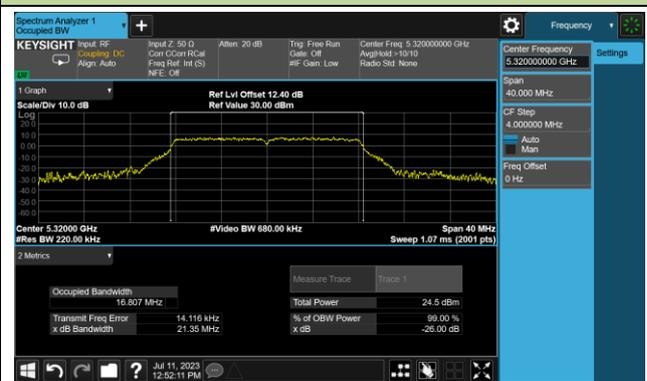 Spectrum Analyzer 1
Occupied BW
+
Frequency
KEYSIGHT
Input: RF
Coupling: DC
Align: Auto
Input Z: 50 Ω
Corr CCorr RCal
Freq Ref: Int (S)
NFE: Off
Atten: 20 dB
Trig: Free Run
Gate: Off
#IF Gain: Low
Center Freq: 5.320000000 GHz
Avg|Hold:>10/10
Radio Std: None
Center Frequency
5.320000000 GHz
Settings
Span
40.000 MHz
CF Step
4.000000 MHz
Auto
Man
Freq Offset
0 Hz
1 Graph
Scale/Div 10.0 dB
Ref Lvl Offset 12.40 dB
Ref Value 30.00 dBm
Log
20.0
10.0
0.00
-10.0
-20.0
-30.0
-40.0
-50.0
-60.0
Center 5.32000 GHz
#Res BW 220.00 kHz
#Video BW 680.00 kHz
Span 40 MHz
Sweep 1.07 ms (2001 pts)
2 Metrics
Measure Trace
Trace 1
Occupied Bandwidth
16.807 MHz
Total Power
24.5 dBm
Transmit Freq Error
14.116 kHz
% of OBW Power
99.00 %
x dB Bandwidth
21.35 MHz
x dB
-26.00 dB
?
Jul 11, 2023
12:52:11 PM